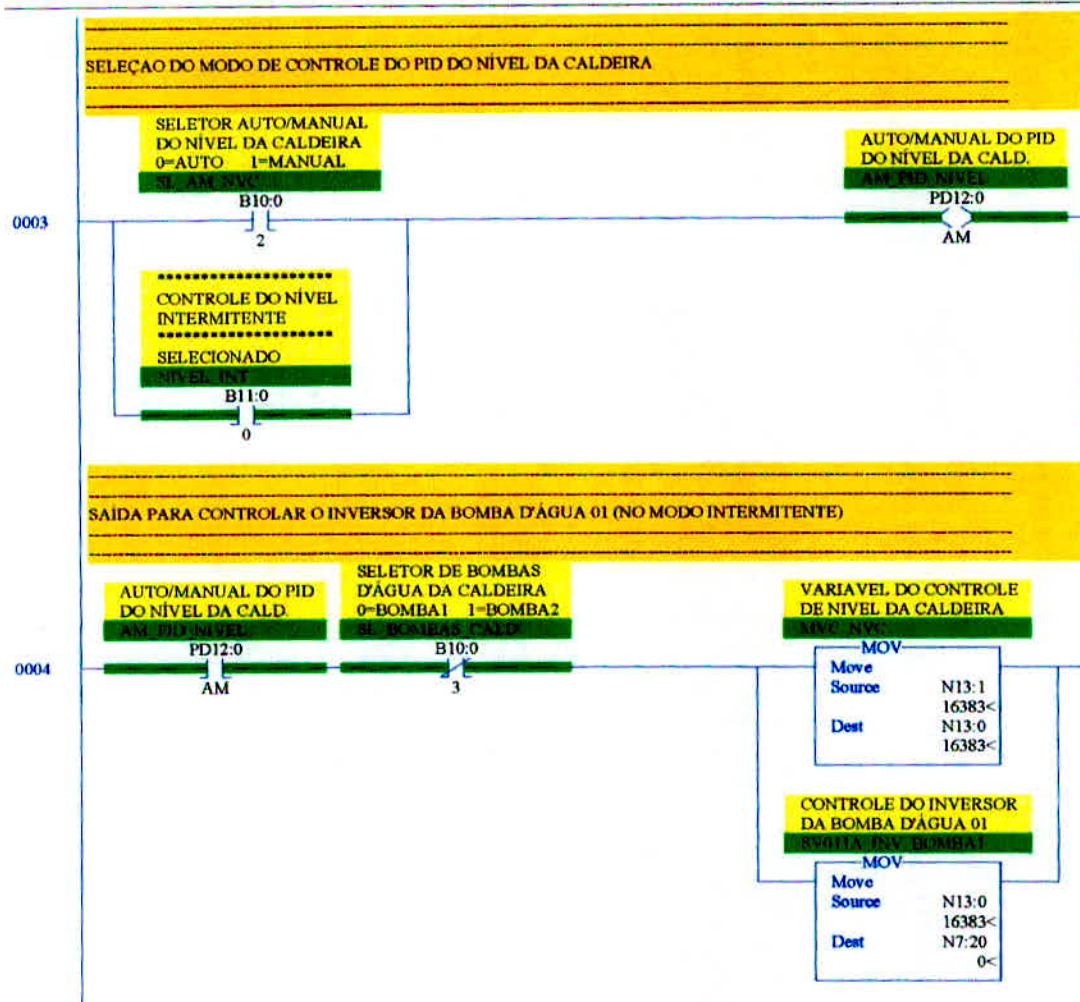 SELEÇAO DO MODO DE CONTROLE DO PID DO NÍVEL DA CALDEIRA
SELETOR AUTO/MANUAL
DO NÍVEL DA CALDEIRA
0=AUTO 1=MANUAL
SL_AM_NVC
B10:0
2
AUTO/MANUAL DO PID
DO NÍVEL DA CALD.
AM_PID_NIVEL
PD12:0
AM
0003
********************
CONTROLE DO NÍVEL
INTERMITENTE
********************
SELECIONADO
NIVEL_INT
B11:0
0
SAÍDA PARA CONTROLAR O INVERSOR DA BOMBA D'ÁGUA 01 (NO MODO INTERMITENTE)
AUTO/MANUAL DO PID
DO NÍVEL DA CALD.
AM_PID_NIVEL
PD12:0
AM
SELETOR DE BOMBAS
D'ÁGUA DA CALDEIRA
0=BOMBA1 1=BOMBA2
SL_BOMBAS_CALD
B10:0
3
VARIAVEL DO CONTROLE
DE NIVEL DA CALDEIRA
MVC_NVC
MOV
Move
Source N13:1
16383<
Dest N13:0
16383<
0004
CONTROLE DO INVERSOR
DA BOMBA D'ÁGUA 01
MOV
Move
Source N13:0
16383<
Dest N7:20
0<